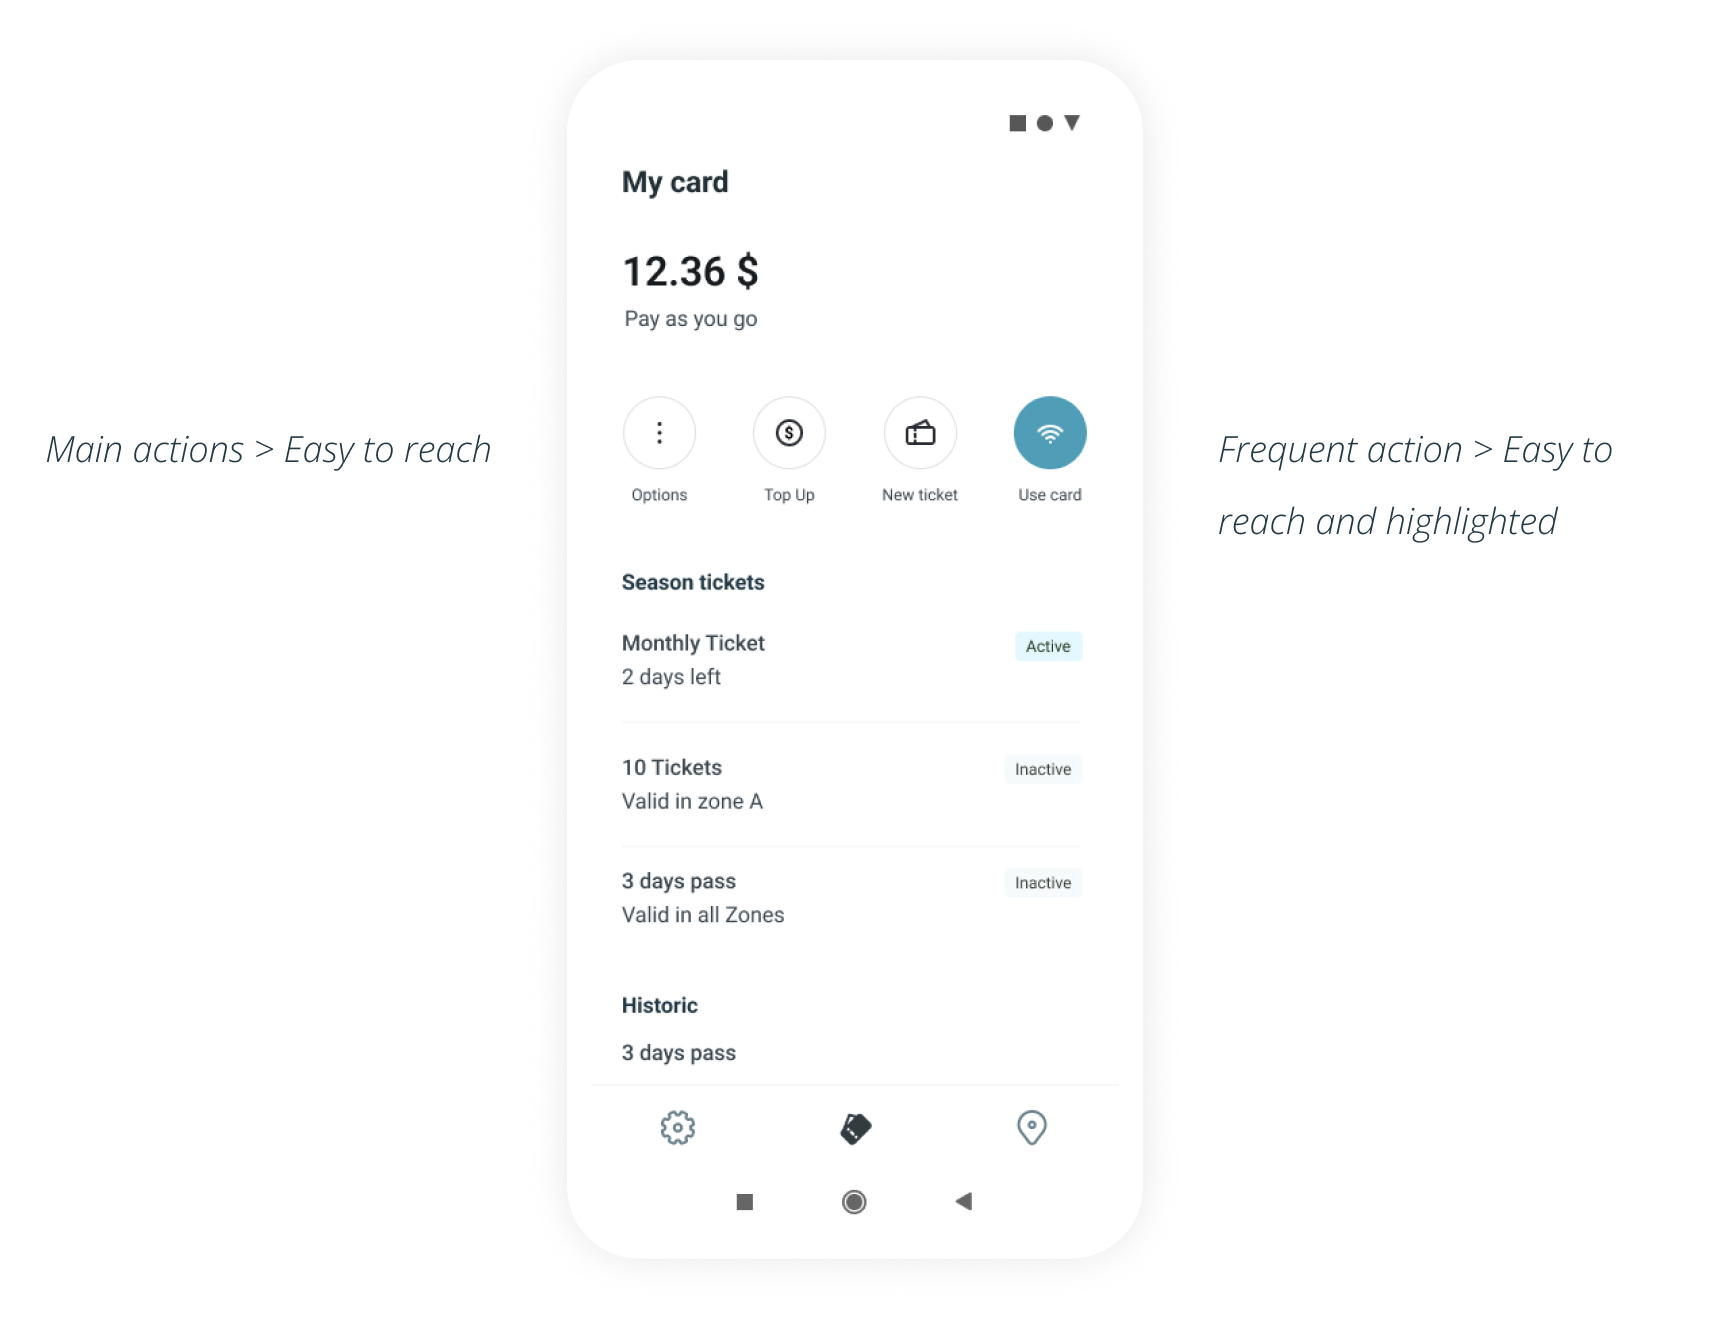 My card
12.36 $
Pay as you go
Main actions > Easy to reach
Options
Top Up
New ticket
Use card
Frequent action > Easy to
reach and highlighted
Season tickets
Monthly Ticket
Active
2 days left
10 Tickets
Inactive
Valid in zone A
3 days pass
Inactive
Valid in all Zones
Historic
3 days pass